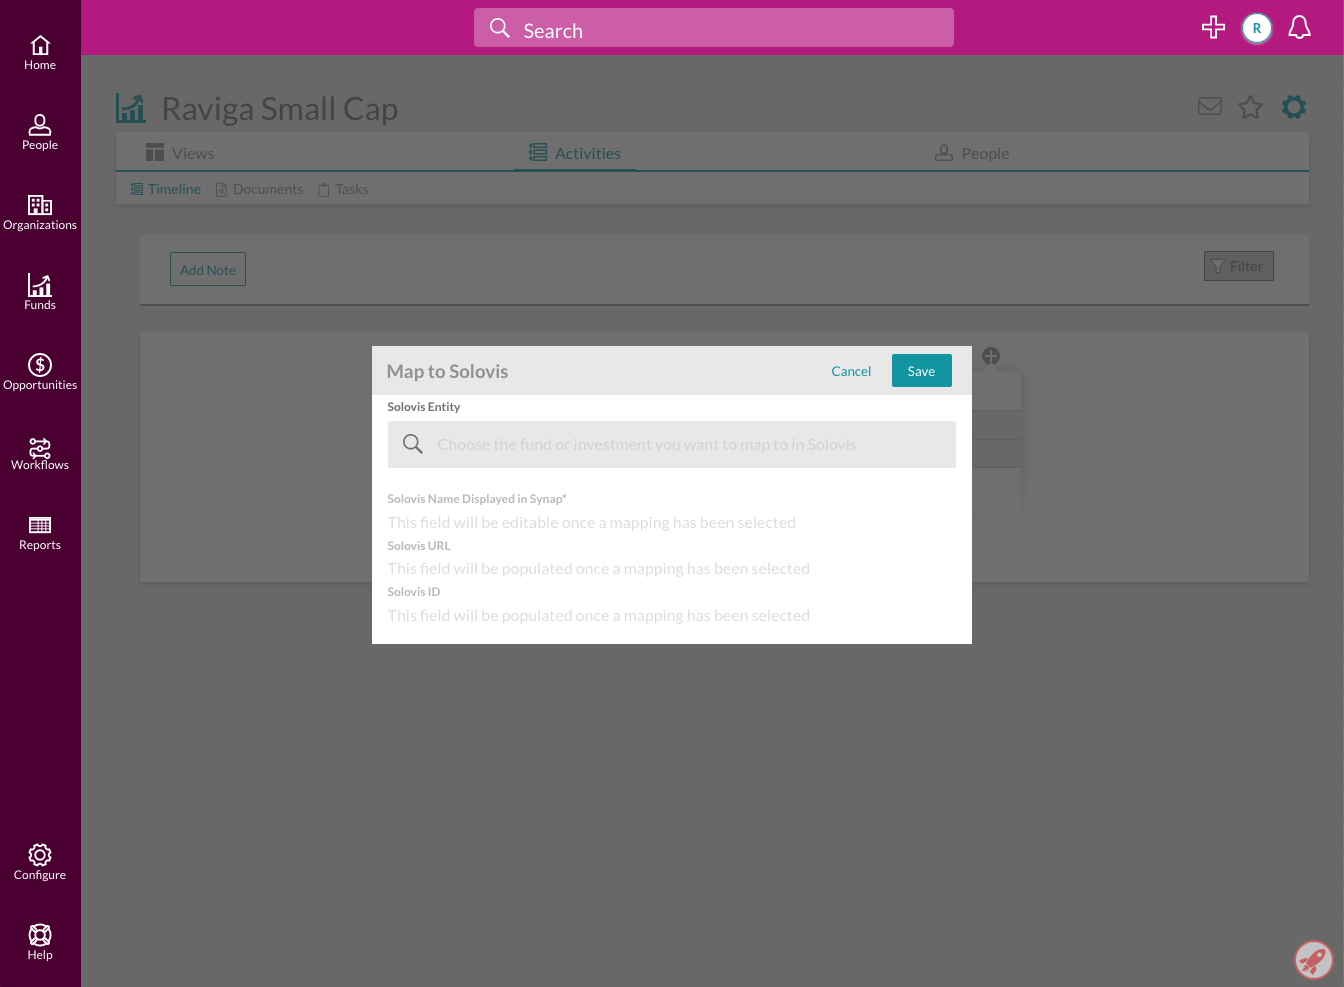 Search
R
Home
People
Organizations
Funds
Opportunities
Workflows
Reports
Configure
Help
Raviga Small Cap
Views
Activities
People
Timeline
Documents
Tasks
Add Note
Filter
Map to Solovis
Cancel
Save
Solovis Entity
Choose the fund or investment you want to map to in Solovis
Solovis Name Displayed in Synap*
This field will be editable once a mapping has been selected
Solovis URL
This field will be populated once a mapping has been selected
Solovis ID
This field will be populated once a mapping has been selected